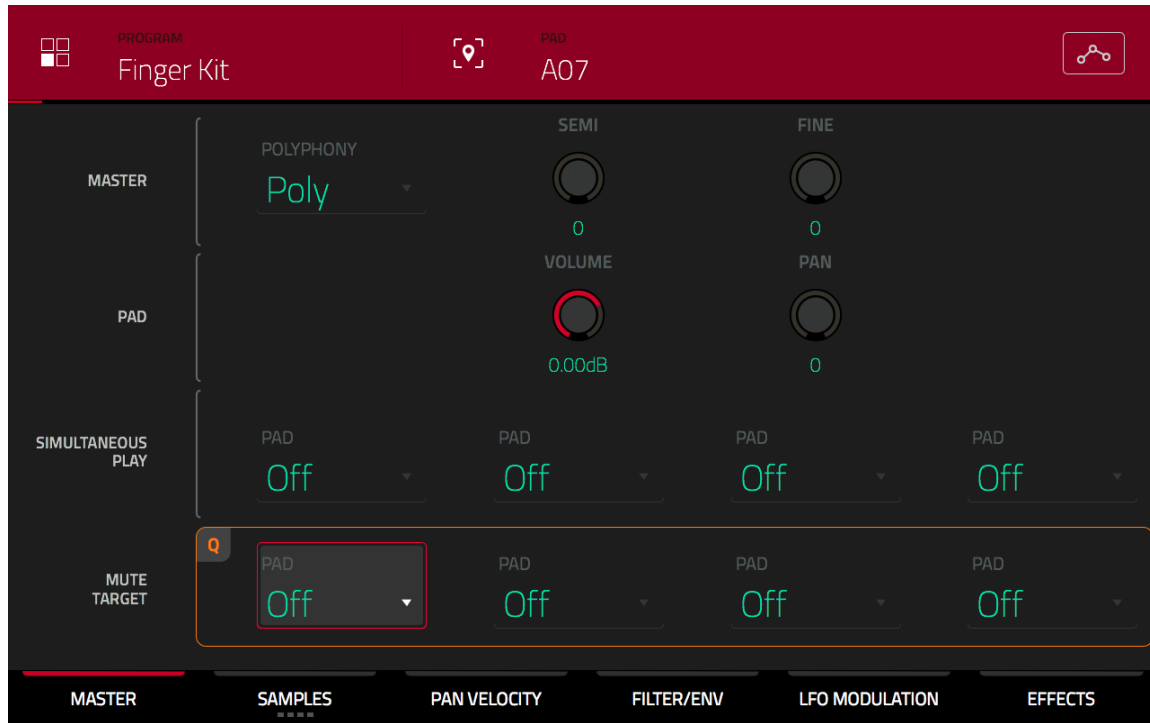 PROGRAM
Finger Kit
PAD
A07
MASTER
POLYPHONY
Poly
SEMI
0
FINE
0
PAD
VOLUME
0.00dB
PAN
0
SIMULTANEOUS
PLAY
PAD
Off
PAD
Off
PAD
Off
PAD
Off
Q
MUTE
TARGET
PAD
Off
PAD
Off
PAD
Off
PAD
Off
MASTER
SAMPLES
PAN VELOCITY
FILTER/ENV
LFO MODULATION
EFFECTS